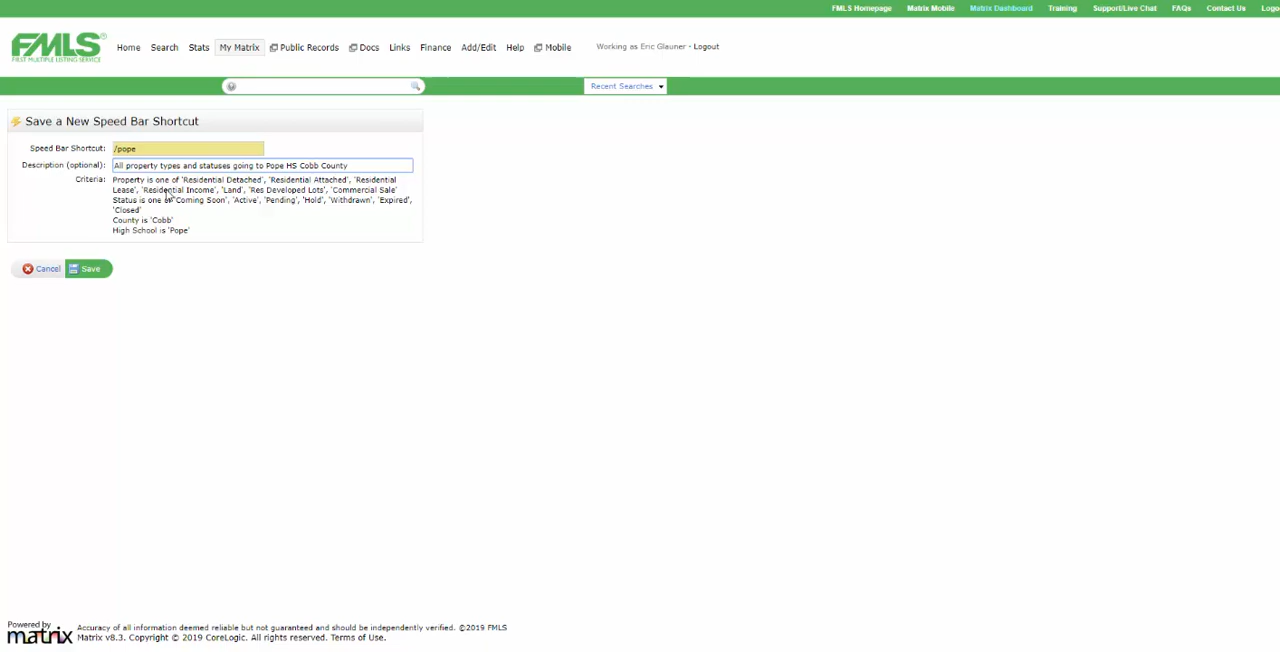 FMLS Homepage Matrix Mobile Matrix Dashboard Training Support/Live Chat FAQs Contact Us Logo
FMLS®
FIRST MULTIPLE LISTING SERVICE
Home Search Stats My Matrix Public Records Docs Links Finance Add/Edit Help Mobile Working as Eric Glauner - Logout
Recent Searches
Save a New Speed Bar Shortcut
Speed Bar Shortcut: /pope
Description (optional): All property types and statuses going to Pope HS Cobb County
Criteria: Property is one of 'Residential Detached', 'Residential Attached', 'Residential
Lease', 'Residential Income', 'Land', 'Res Developed Lots', 'Commercial Sale'
Status is one of 'Coming Soon', 'Active', 'Pending', 'Hold', 'Withdrawn', 'Expired',
'Closed'
County is 'Cobb'
High School is 'Pope'
Cancel Save
Powered by
matrix
Accuracy of all information deemed reliable but not guaranteed and should be independently verified. ©2019 FMLS
Matrix v8.3. Copyright © 2019 CoreLogic. All rights reserved. Terms of Use.